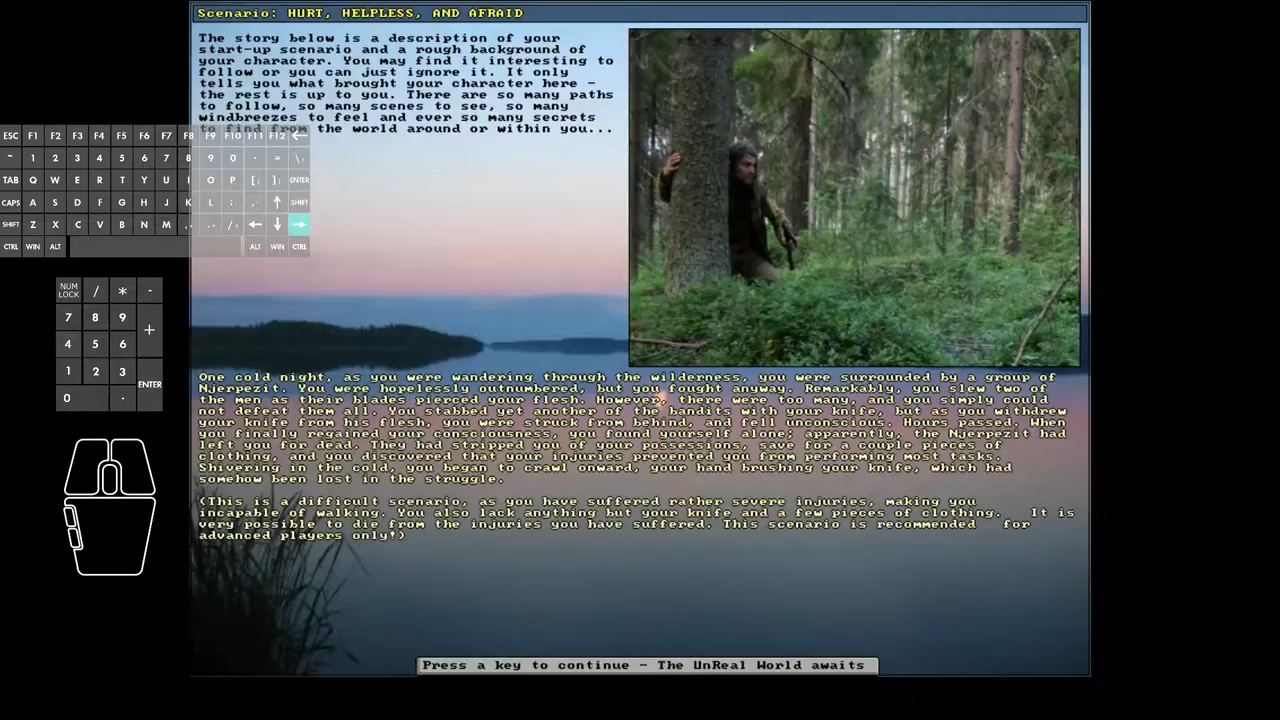 Scenario: HURT, HELPLESS, AND AFRAID
The story below is a description of your
start-up scenario and a rough background of
your character. You may find it interesting to
follow or you can just ignore it. It only
tells you what brought your character here -
the rest is up to you. There are so many paths
to follow, so many scenes to see, so many
windbreezes to feel and ever so many secrets
to find from the world around or within you...
ESC F1 F2 F3 F4 F5 F6 F7 F8 F9 F10 F11 F12 ←
~ 1 2 3 4 5 6 7 8 9 0 - = \
TAB Q W E R T Y U I O P [ ] ENTER
CAPS A S D F G H J K L ; ↑ SHIFT
SHIFT Z X C V B N M / ← ↓ →
CTRL WIN ALT ALT WIN CTRL
NUM LOCK / * -
7 8 9 +
4 5 6
1 2 3 ENTER
0 .
One cold night, as you were wandering through the wilderness, you were surrounded by a group of
Njerpezit. You were hopelessly outnumbered, but you fought anyway. Remarkably, you slew two of
the men as their blades pierced your flesh. However, there were too many, and you simply could
not defeat them all. You stabbed yet another of the bandits with your knife, but as you withdrew
your knife from his flesh, you were struck from behind, and fell unconscious. Hours passed. When
you finally regained your consciousness, you found yourself alone; apparently, the Njerpezit had
left you for dead. They had stripped you of your possessions, save for couple pieces of
clothing, and you discovered that your injuries prevented you from performing most tasks.
Shivering in the cold, you began to crawl onward, your hand brushing your knife, which had
somehow been lost in the struggle.
(This is a difficult scenario, as you have suffered rather severe injuries, making you
incapable of walking. You also lack anything but your knife and a few pieces of clothing. It is
very possible to die from the injuries you have suffered. This scenario is recommended for
advanced players only!)
Press a key to continue - The UnReal World awaits